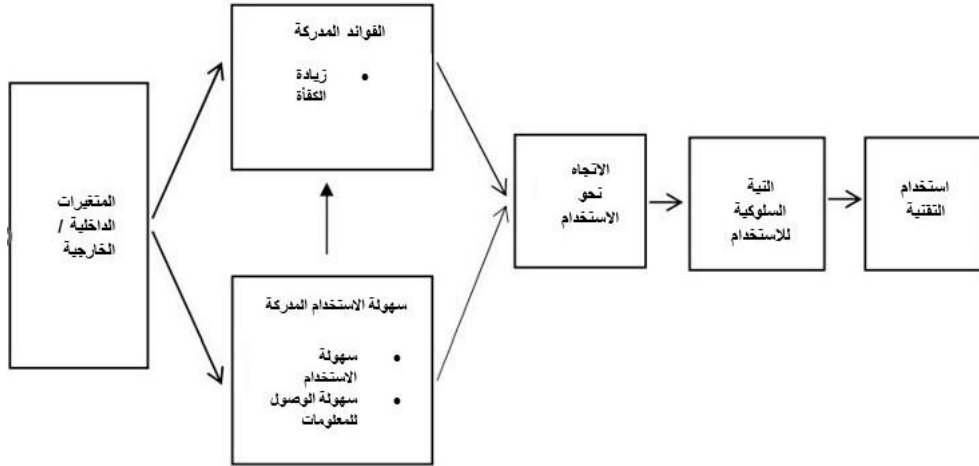 الفوائد المدركة
• زيادة
الكفأة
المتغيرات
الداخلية /
الخارجية
سهولة الاستخدام المدركة
• سهولة
الاستخدام
• سهولة الوصول
للمعلومات
الاتجاه
نحو
الاستخدام
النية
السلوكية
للاستخدام
استخدام
التقنية